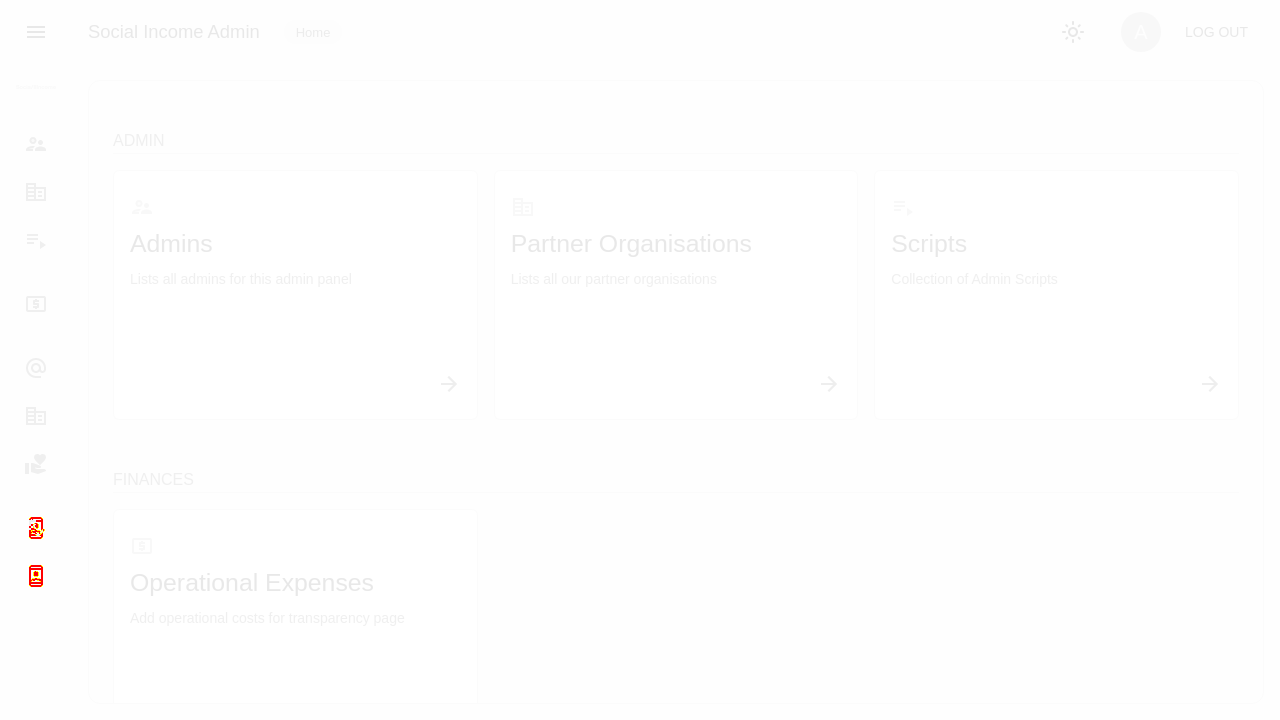 Social Income Admin
Home
A
LOG OUT
ADMIN
Admins
Lists all admins for this admin panel
Partner Organisations
Lists all our partner organisations
Scripts
Collection of Admin Scripts
FINANCES
Operational Expenses
Add operational costs for transparency page